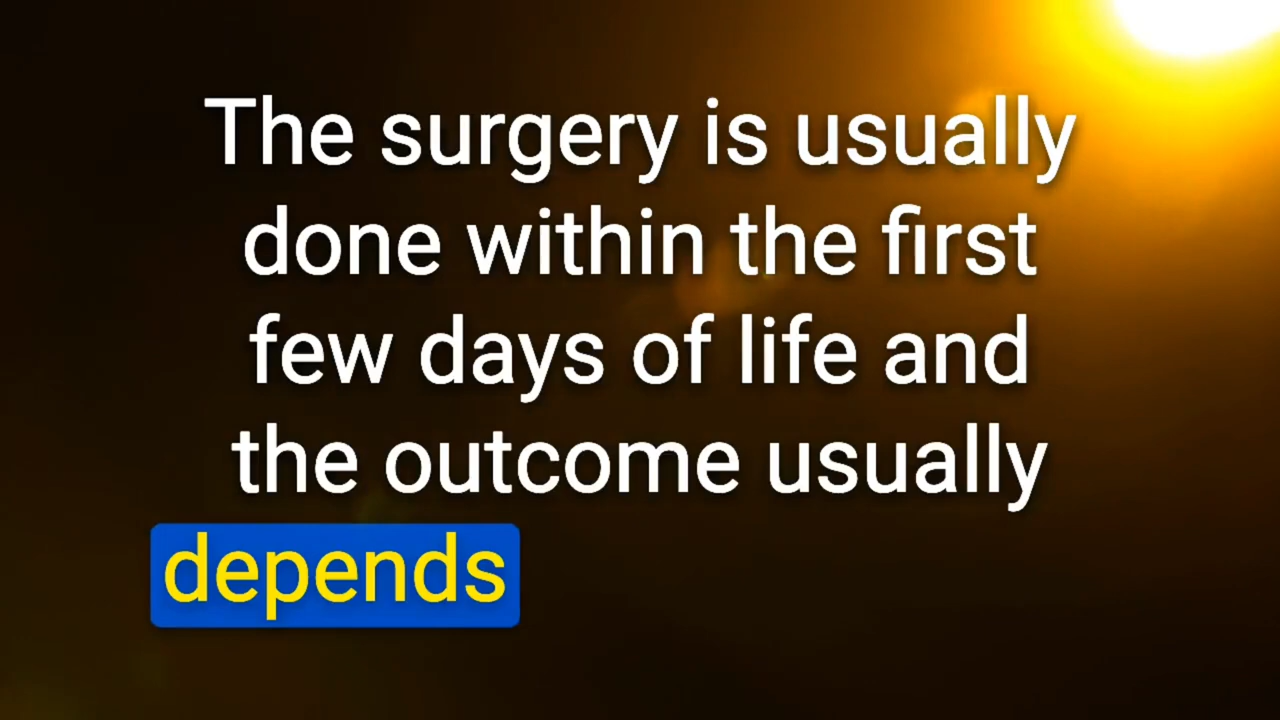 The surgery is usually
done within the first
few days of life and
the outcome usually
depends